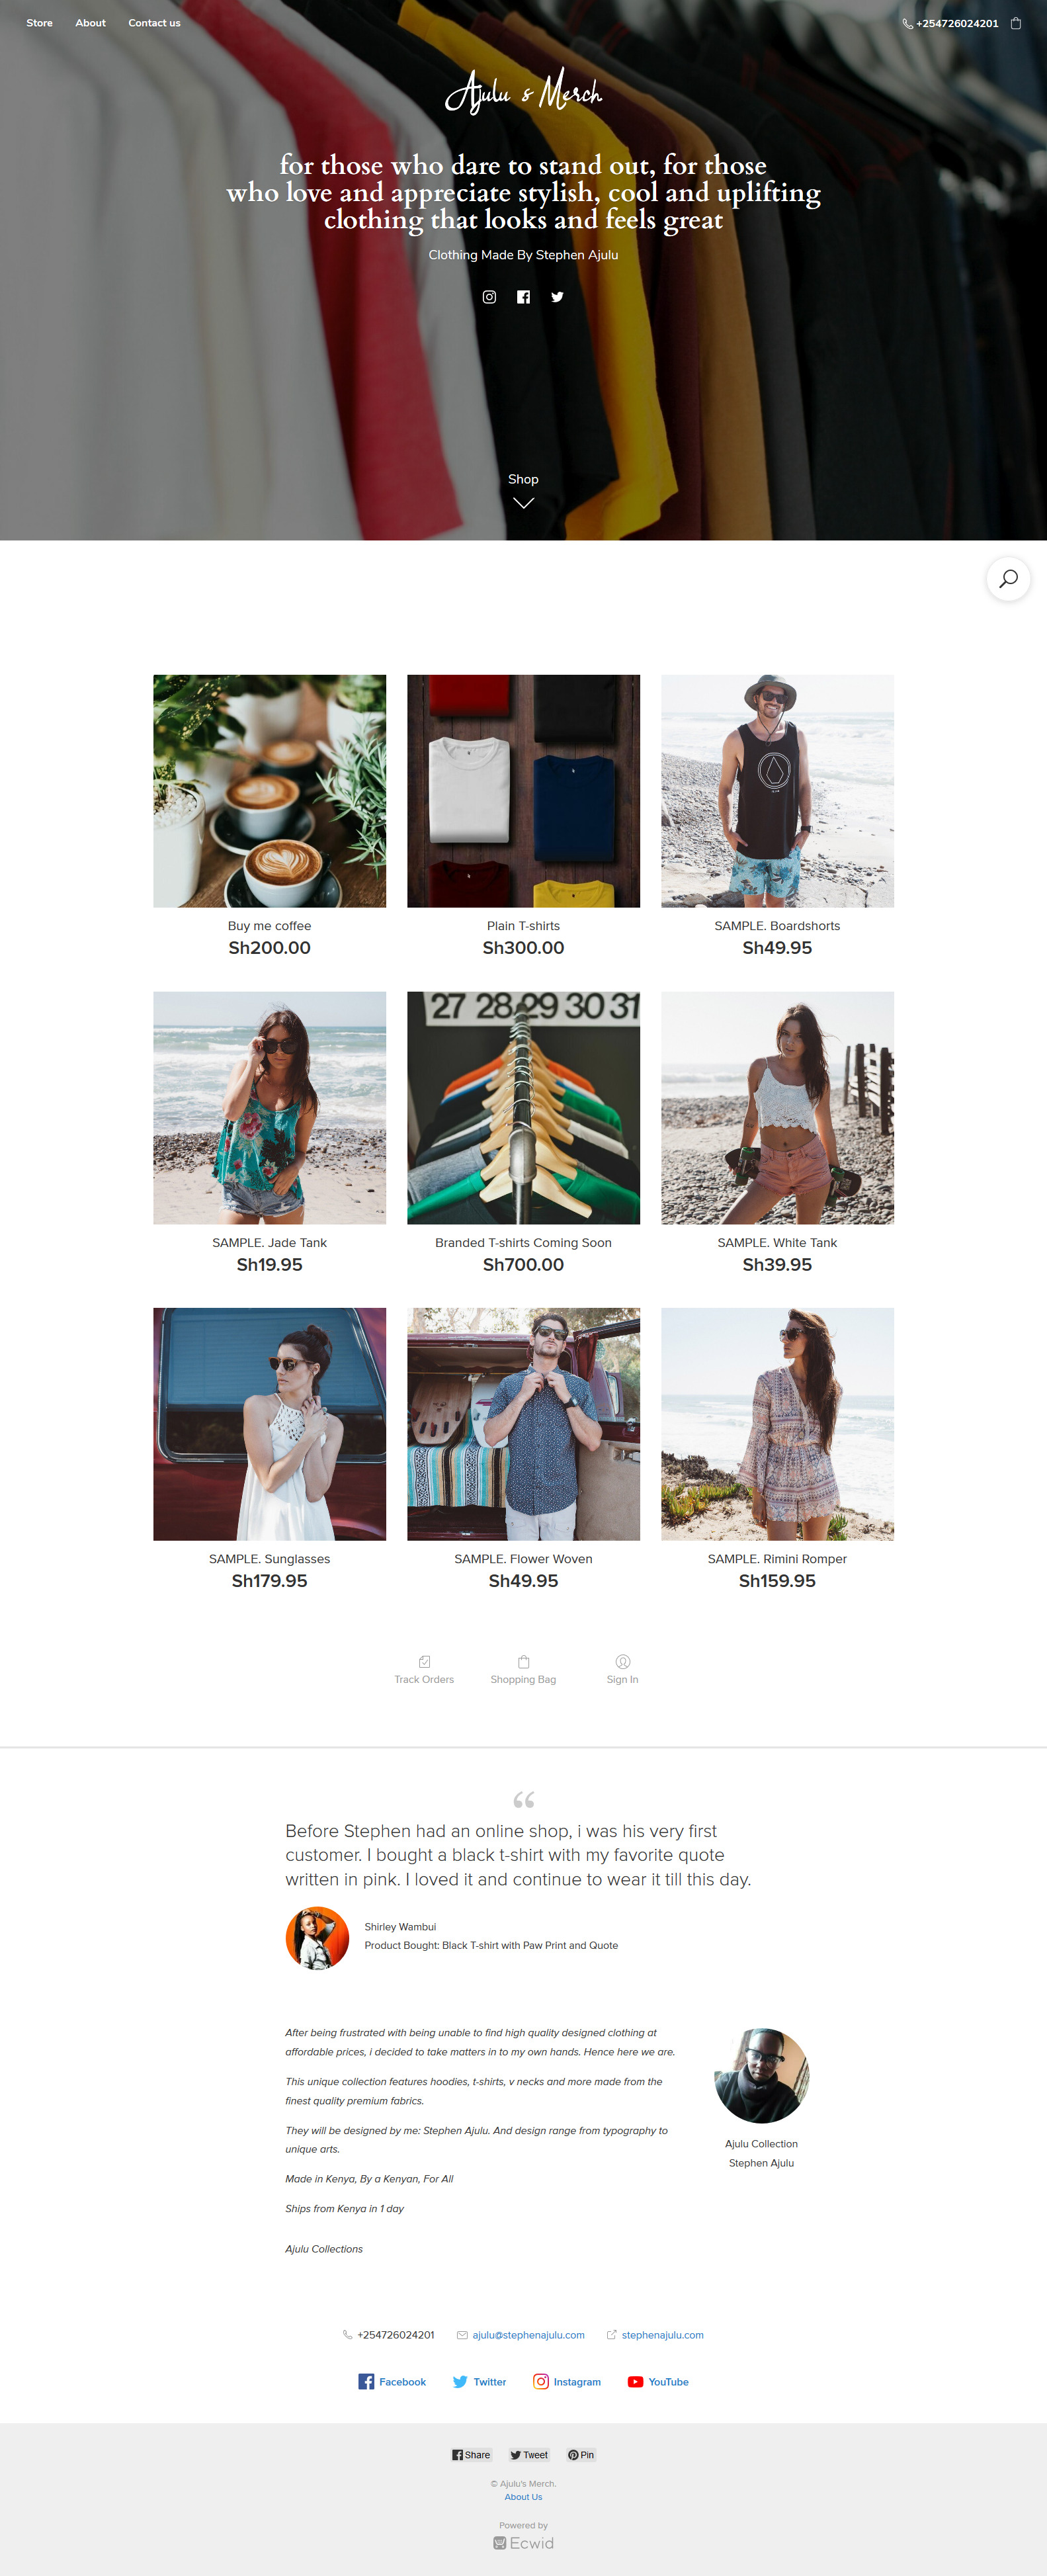 Store About Contact us +254726024201
Ajulu s Merch
for those who dare to stand out, for those
who love and appreciate stylish, cool and uplifting
clothing that looks and feels great
Clothing Made By Stephen Ajulu
Shop
Buy me coffee
Sh200.00
Plain T-shirts
Sh300.00
SAMPLE. Boardshorts
Sh49.95
27 28 29 30 31
SAMPLE. Jade Tank
Sh19.95
Branded T-shirts Coming Soon
Sh700.00
SAMPLE. White Tank
Sh39.95
SAMPLE. Sunglasses
Sh179.95
SAMPLE. Flower Woven
Sh49.95
SAMPLE. Rimini Romper
Sh159.95
Track Orders Shopping Bag Sign In
“
Before Stephen had an online shop, i was his very first
customer. I bought a black t-shirt with my favorite quote
written in pink. I loved it and continue to wear it till this day.
Shirley Wambui
Product Bought: Black T-shirt with Paw Print and Quote
After being frustrated with being unable to find high quality designed clothing at
affordable prices, i decided to take matters in to my own hands. Hence here we are.
This unique collection features hoodies, t-shirts, v necks and more made from the
finest quality premium fabrics.
They will be designed by me: Stephen Ajulu. And design range from typography to
unique arts.
Made in Kenya, By a Kenyan, For All
Ships from Kenya in 1 day
Ajulu Collections
Ajulu Collection
Stephen Ajulu
+254726024201 ajulu@stephenajulu.com stephenajulu.com
Facebook Twitter Instagram YouTube
Share Tweet Pin
© Ajulu's Merch.
About Us
Powered by
Ecwid